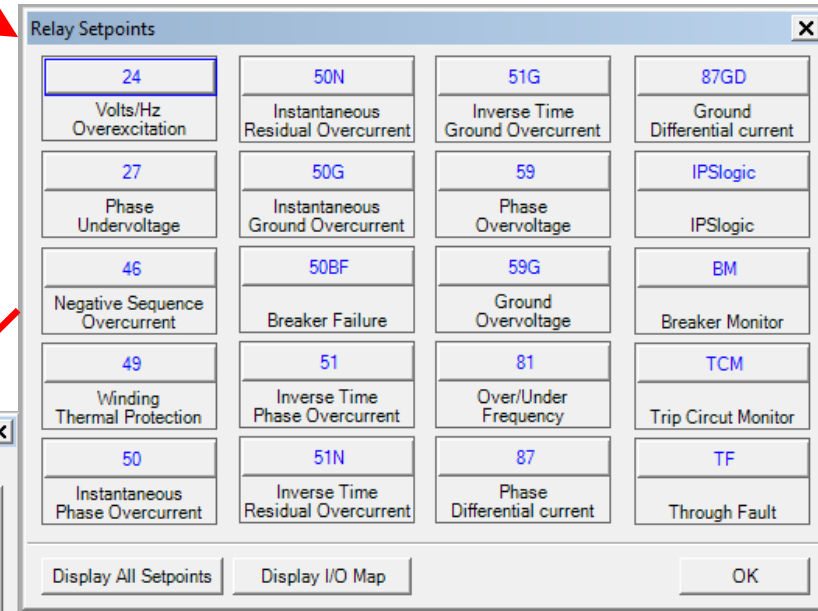 Relay Setpoints
24
Volts/Hz
Overexcitation
50N
Instantaneous
Residual Overcurrent
51G
Inverse Time
Ground Overcurrent
87GD
Ground
Differential current
27
Phase
Undervoltage
50G
Instantaneous
Ground Overcurrent
59
Phase
Overvoltage
IPSlogic
IPSlogic
46
Negative Sequence
Overcurrent
50BF
Breaker Failure
59G
Ground
Overvoltage
BM
Breaker Monitor
49
Winding
Thermal Protection
51
Inverse Time
Phase Overcurrent
81
Over/Under
Frequency
TCM
Trip Circut Monitor
50
Instantaneous
Phase Overcurrent
51N
Inverse Time
Residual Overcurrent
87
Phase
Differential current
TF
Through Fault
Display All Setpoints
Display I/O Map
OK